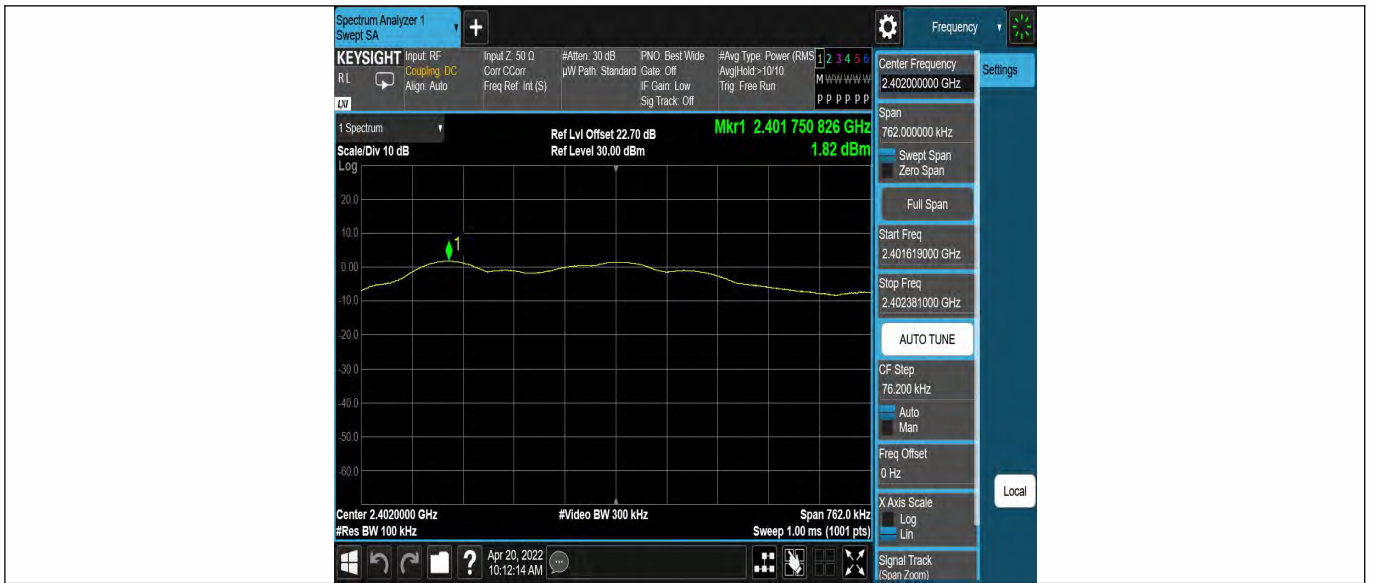 Spectrum Analyzer 1
Swept SA
+
Frequency
KEYSIGHT
RL
LXI
Input: RF
Coupling: DC
Align: Auto
Input Z: 50 Ω
Corr CCorr
Freq Ref: Int (S)
#Atten: 30 dB
µW Path: Standard
PNO: Best Wide
Gate: Off
IF Gain: Low
Sig Track: Off
#Avg Type: Power (RMS
Avg|Hold:>10/10
Trig: Free Run
1 2 3 4 5 6
M W W W W W
P P P P P P
1 Spectrum
Scale/Div 10 dB
Ref Lvl Offset 22.70 dB
Ref Level 30.00 dBm
Mkr1 2.401 750 826 GHz
1.82 dBm
Log
20.0
10.0
0.00
-10.0
-20.0
-30.0
-40.0
-50.0
-60.0
1
Center 2.4020000 GHz
#Res BW 100 kHz
#Video BW 300 kHz
Span 762.0 kHz
Sweep 1.00 ms (1001 pts)
?
Apr 20, 2022
10:12:14 AM
Center Frequency
2.402000000 GHz
Span
762.000000 kHz
Swept Span
Zero Span
Full Span
Start Freq
2.401619000 GHz
Stop Freq
2.402381000 GHz
AUTO TUNE
CF Step
76.200 kHz
Auto
Man
Freq Offset
0 Hz
X Axis Scale
Log
Lin
Signal Track
(Span Zoom)
Settings
Local